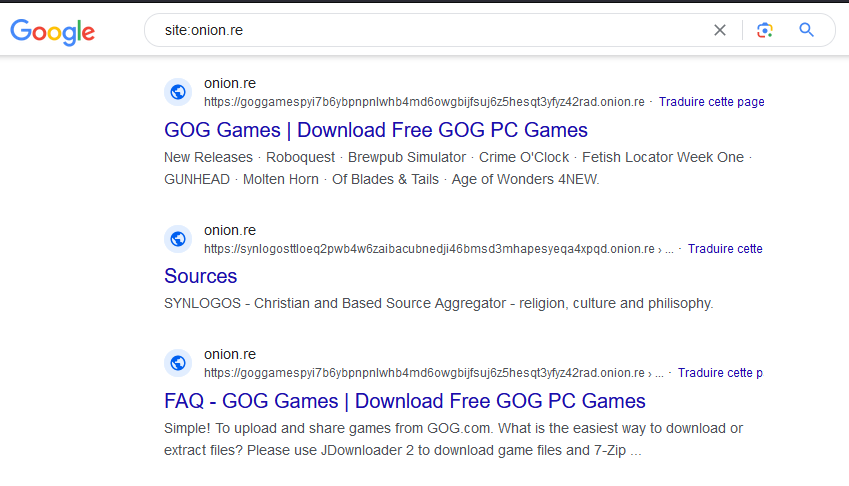 Google
site:onion.re
onion.re
https://goggamespyi7b6ybpnpnlwhb4md6owgbijfsuj6z5hesqt3yfyz42rad.onion.re · Traduire cette page
GOG Games | Download Free GOG PC Games
New Releases · Roboquest · Brewpub Simulator · Crime O'Clock · Fetish Locator Week One ·
GUNHEAD · Molten Horn · Of Blades & Tails · Age of Wonders 4NEW.
onion.re
https://synlogosttloeq2pwb4w6zaibacubnedji46bmsd3mhapesyeqa4xpqd.onion.re › ... · Traduire cette
Sources
SYNLOGOS - Christian and Based Source Aggregator - religion, culture and philisophy.
onion.re
https://goggamespyi7b6ybpnpnlwhb4md6owgbijfsuj6z5hesqt3yfyz42rad.onion.re › ... · Traduire cette p
FAQ - GOG Games | Download Free GOG PC Games
Simple! To upload and share games from GOG.com. What is the easiest way to download or
extract files? Please use JDownloader 2 to download game files and 7-Zip ...